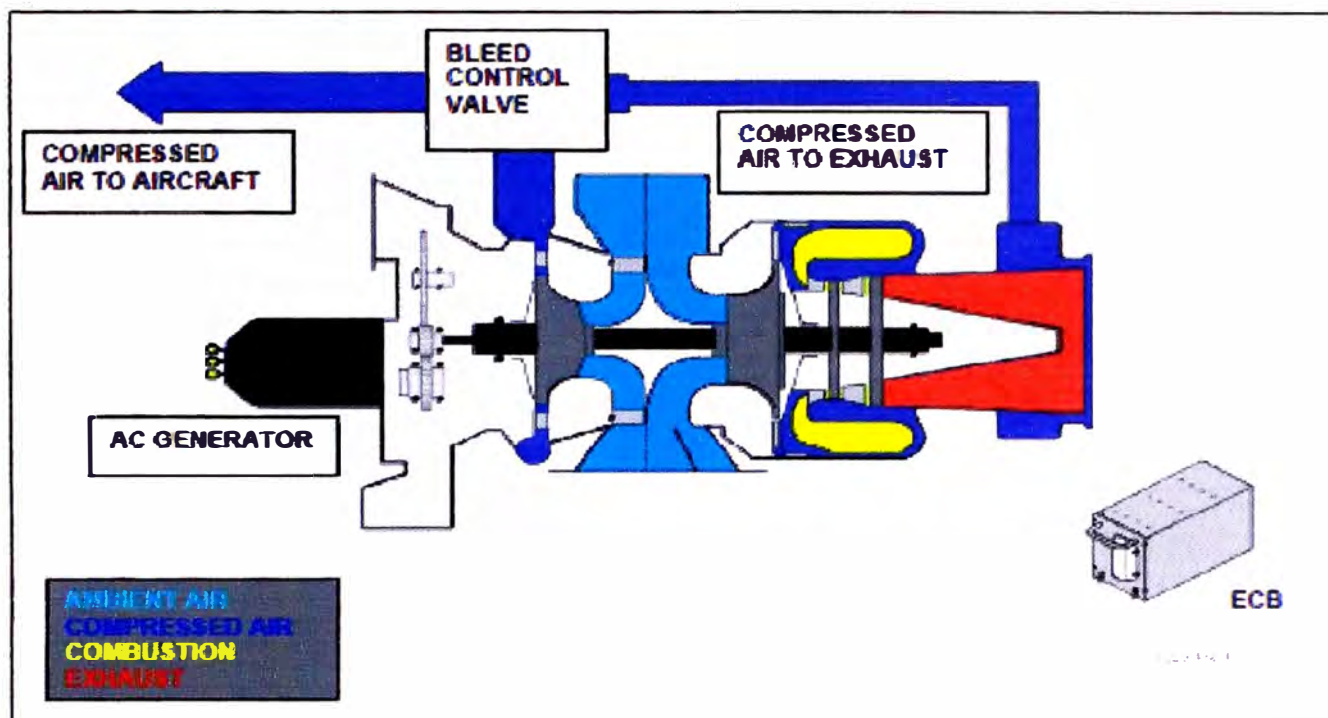 BLEED
CONTROL
VALVE
COMPRESSED
AIR TO AIRCRAFT
COMPRESSED
AIR TO EXHAUST
AC GENERATOR
AMBIENT AIR
COMPRESSED AIR
COMBUSTION
EXHAUST
ECB